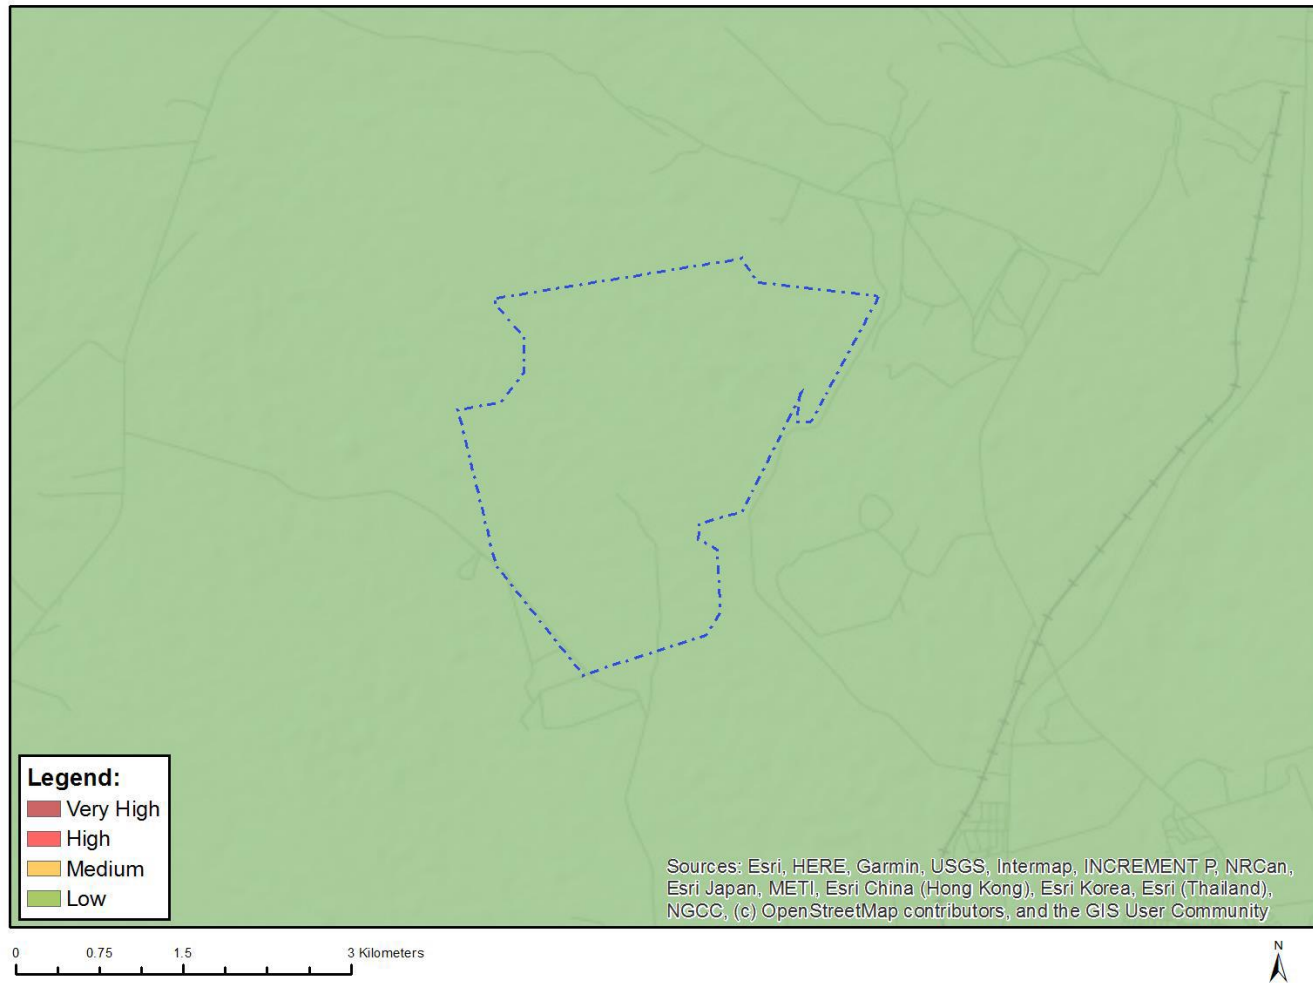 Legend:
Very High
High
Medium
Low
Sources: Esri, HERE, Garmin, USGS, Intermap, INCREMENT P, NRCan,
Esri Japan, METI, Esri China (Hong Kong), Esri Korea, Esri (Thailand),
NGCC, (c) OpenStreetMap contributors, and the GIS User Community
0 0.75 1.5 3 Kilometers
N